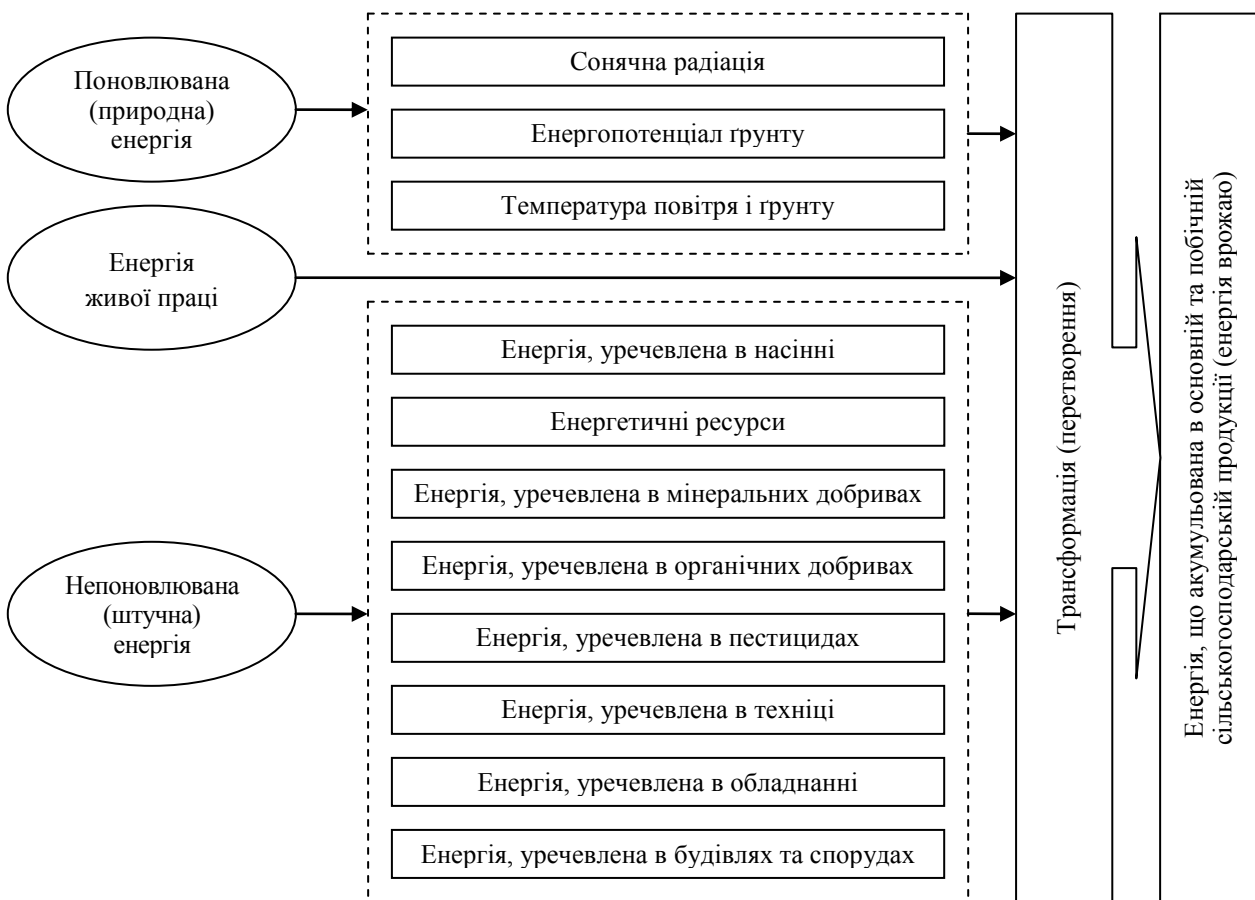 Поновлювана
(природна)
енергія
Сонячна радіація
Енергопотенціал ґрунту
Температура повітря і ґрунту
Енергія
живої праці
Непоновлювана
(штучна)
енергія
Енергія, уречевлена в насінні
Енергетичні ресурси
Енергія, уречевлена в мінеральних добривах
Енергія, уречевлена в органічних добривах
Енергія, уречевлена в пестицидах
Енергія, уречевлена в техніці
Енергія, уречевлена в обладнанні
Енергія, уречевлена в будівлях та спорудах
Трансформація (перетворення)
Енергія, що акумульована в основній та побічній
сільськогосподарській продукції (енергія врожаю)